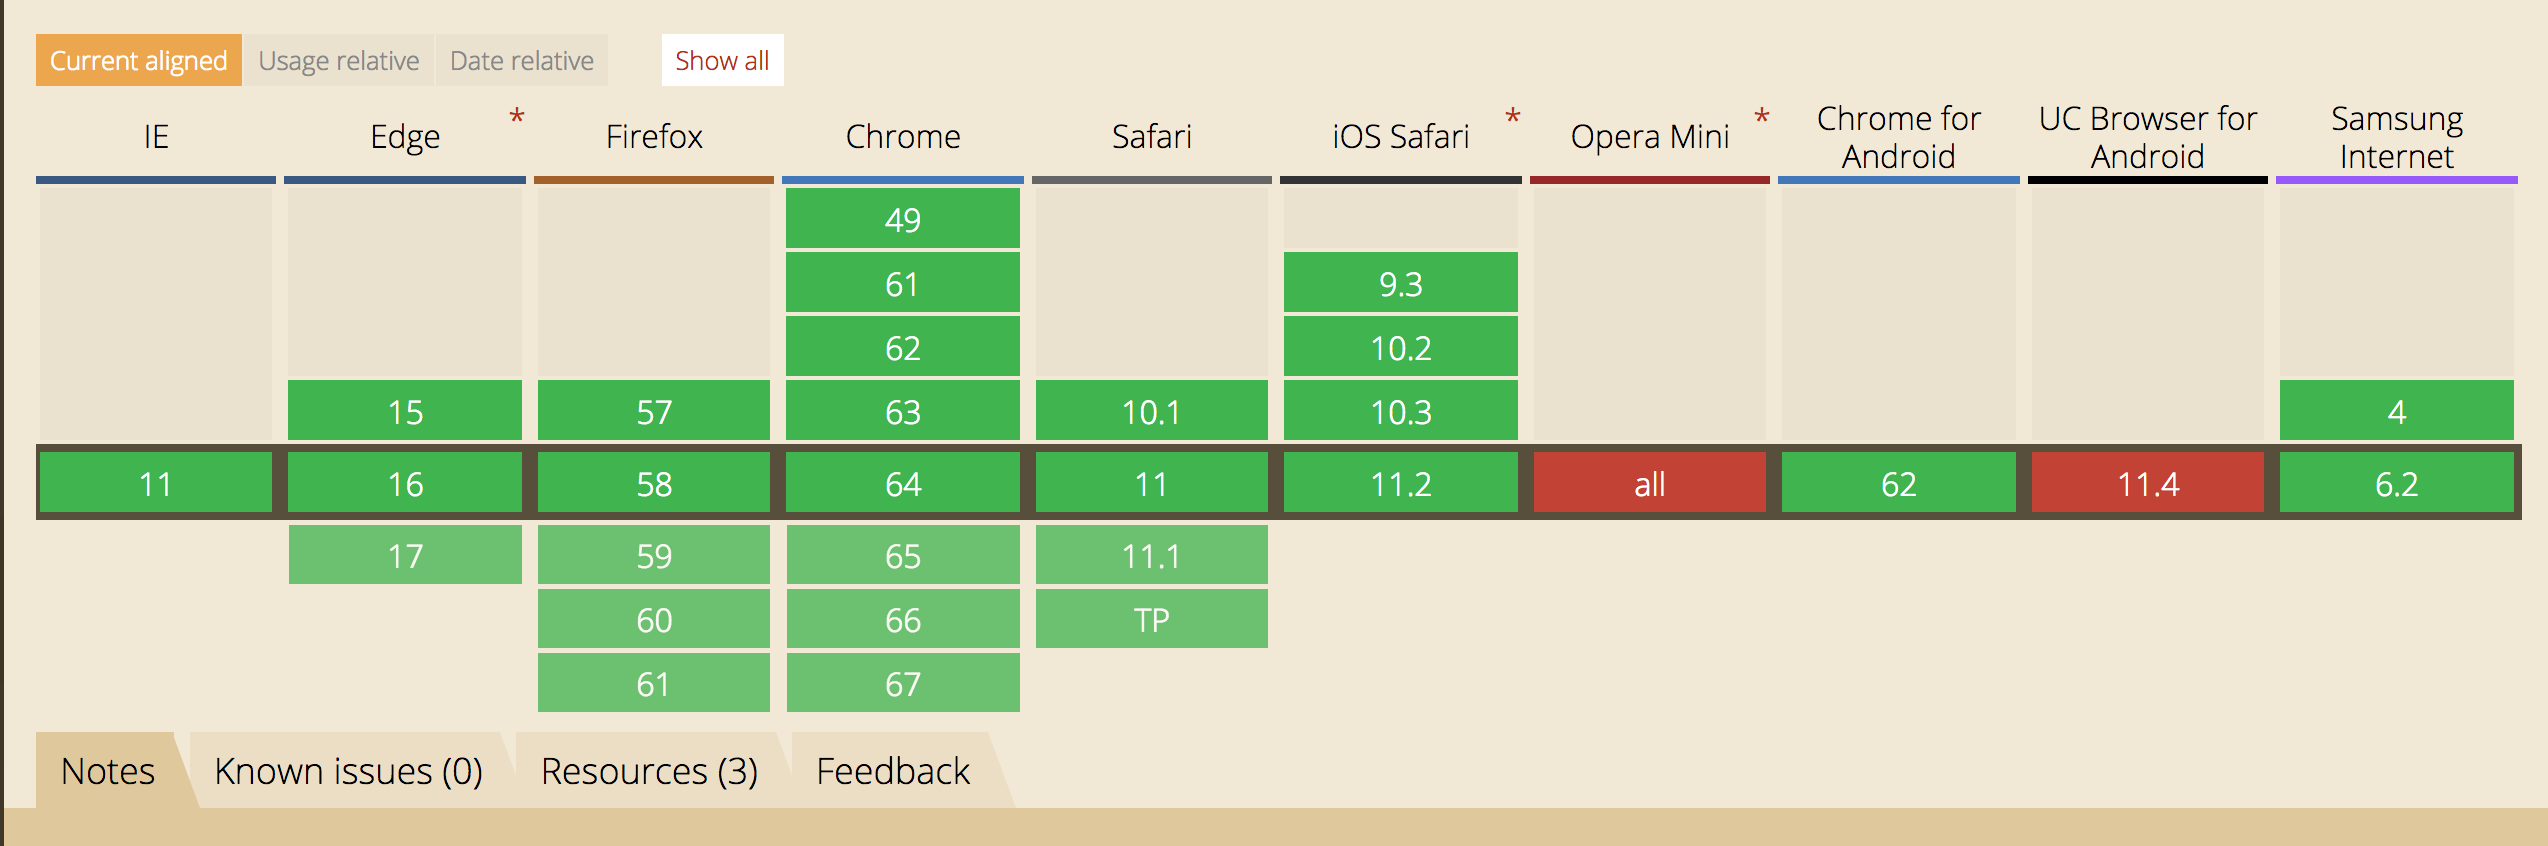 Current aligned Usage relative Date relative Show all
IE Edge * Firefox Chrome Safari iOS Safari * Opera Mini * Chrome for Android UC Browser for Android Samsung Internet
49
61 9.3
62 10.2
15 57 63 10.1 10.3 4
11 16 58 64 11 11.2 all 62 11.4 6.2
17 59 65 11.1
60 66 TP
61 67
Notes Known issues (0) Resources (3) Feedback